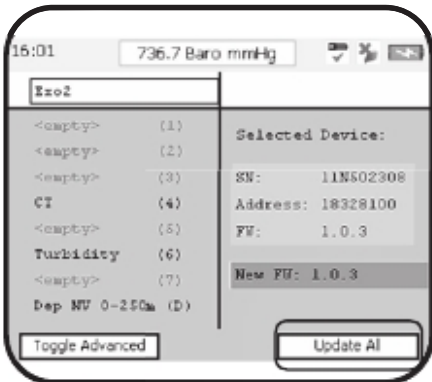 16:01 736.7 Baro mmHg
Exo2
<empty> (1)
<empty> (2)
<empty> (3)
CT (4)
<empty> (5)
Turbidity (6)
<empty> (7)
Dep NV 0-250m (D)
Selected Device:
SN: 11N502308
Address: 18328100
FW: 1.0.3
New FW: 1.0.3
Toggle Advanced
Update All